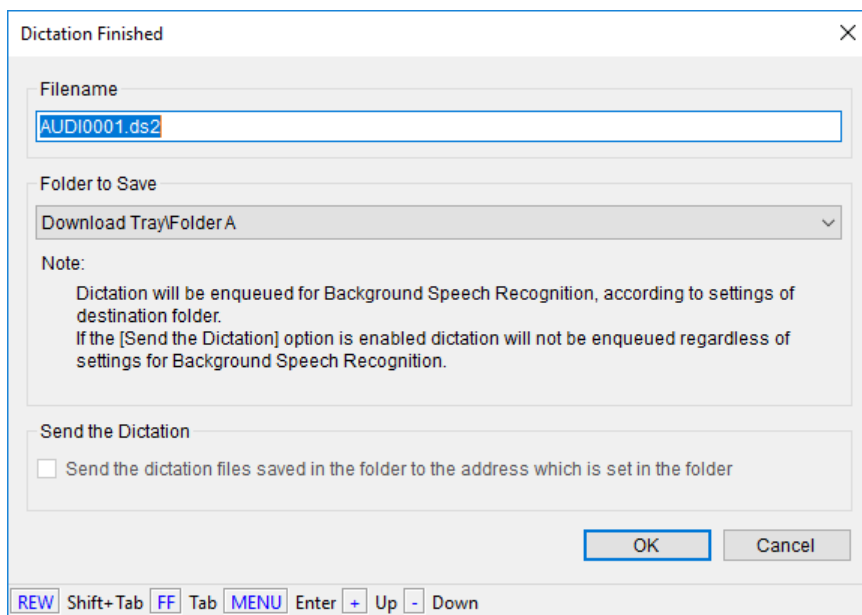 Dictation Finished
Filename
AUDI0001.ds2
Folder to Save
Download Tray\Folder A
Note:
Dictation will be enqueued for Background Speech Recognition, according to settings of
destination folder.
If the [Send the Dictation] option is enabled dictation will not be enqueued regardless of
settings for Background Speech Recognition.
Send the Dictation
Send the dictation files saved in the folder to the address which is set in the folder
OK Cancel
REW Shift+Tab FF Tab MENU Enter + Up - Down